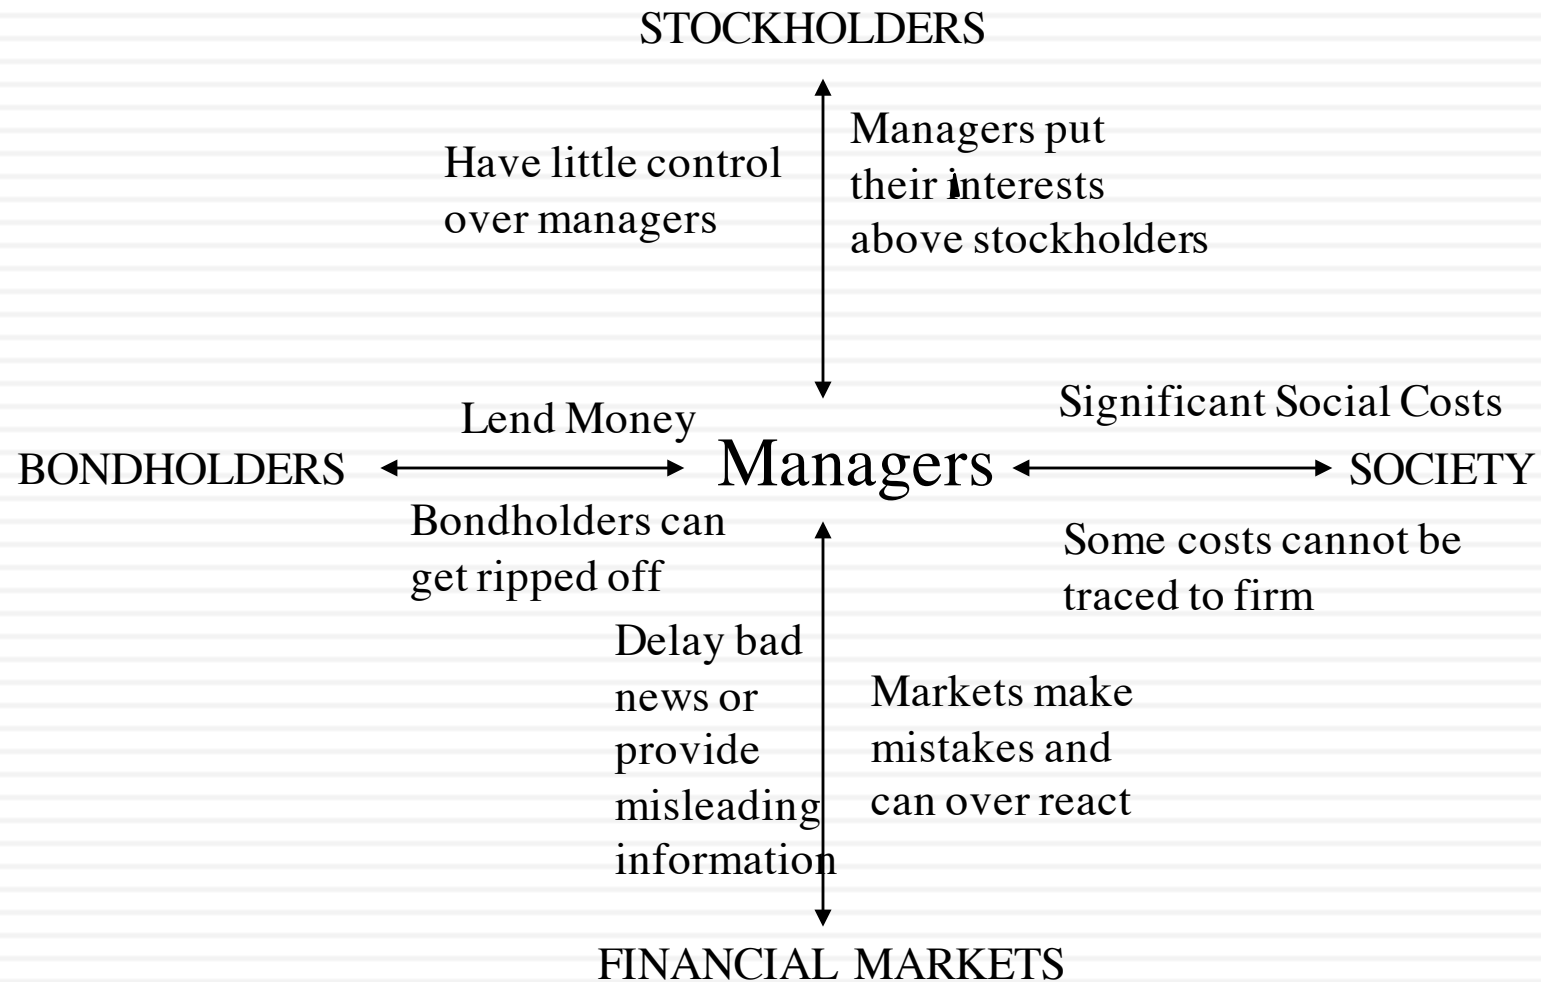 STOCKHOLDERS
Have little control
over managers
Managers put
their interests
above stockholders
Lend Money
Significant Social Costs
BONDHOLDERS
Managers
SOCIETY
Bondholders can
get ripped off
Some costs cannot be
traced to firm
Delay bad
news or
provide
misleading
information
Markets make
mistakes and
can over react
FINANCIAL MARKETS